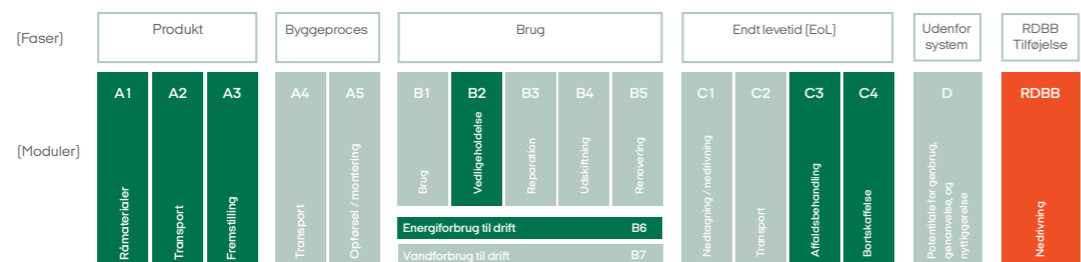 (Faser)
Produkt
Byggeproces
Brug
Endt levetid (EoL)
Udenfor
system
RDBB
Tilføjelse
(Moduler)
A1
Råmaterialer
A2
Transport
A3
Fremstilling
A4
Transport
A5
Opførsel / montering
B1
Brug
B2
Vedligeholdelse
B3
Reparation
B4
Udskiftning
B5
Renovering
Energiforbrug til drift B6
Vandforbrug til drift B7
C1
Nedtagning / nedrivning
C2
Transport
C3
Affaldsbehandling
C4
Bortskaffelse
D
Potentiale for genbrug,
genanvelse, og
nyttiggørelse
RDBB
Nedrivning